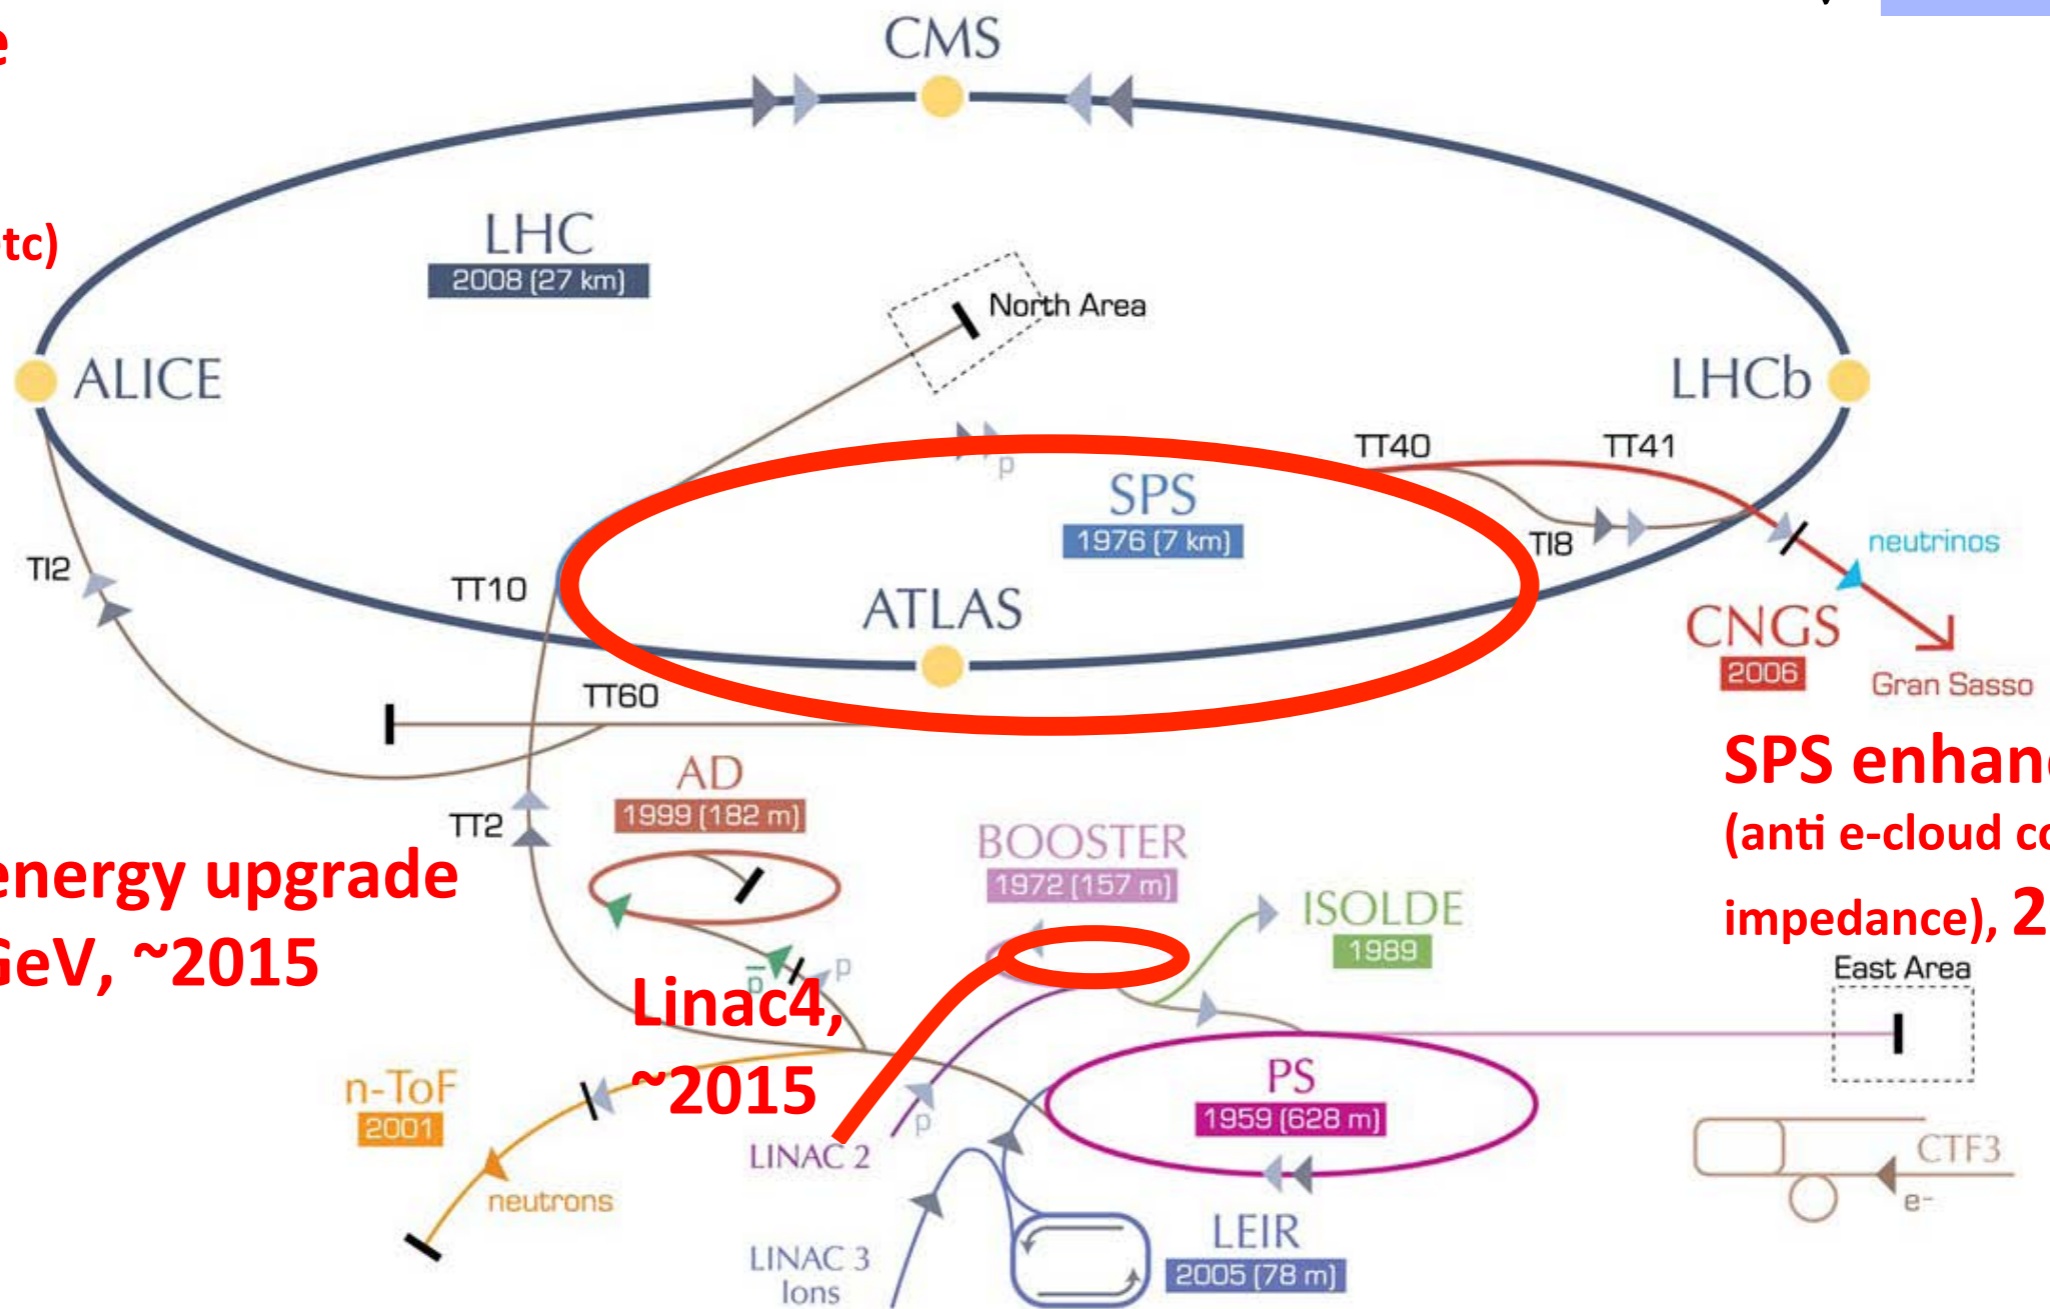 CMS
e
tc)
LHC
2008 (27 km)
North Area
ALICE
LHCb
p
TT40
TT41
SPS
1976 (7 km)
TI8
neutrinos
TI2
TT10
ATLAS
CNGS
2006
Gran Sasso
TT60
SPS enhanc
(anti e-cloud co
impedance), 2
AD
1999 (182 m)
TT2
BOOSTER
1972 (157 m)
energy upgrade
GeV, ~2015
ISOLDE
1989
East Area
p̅
p
Linac4,
~2015
n-ToF
2001
neutrons
PS
1959 (628 m)
p
LINAC 2
CTF3
e-
LEIR
2005 (78 m)
LINAC 3
Ions